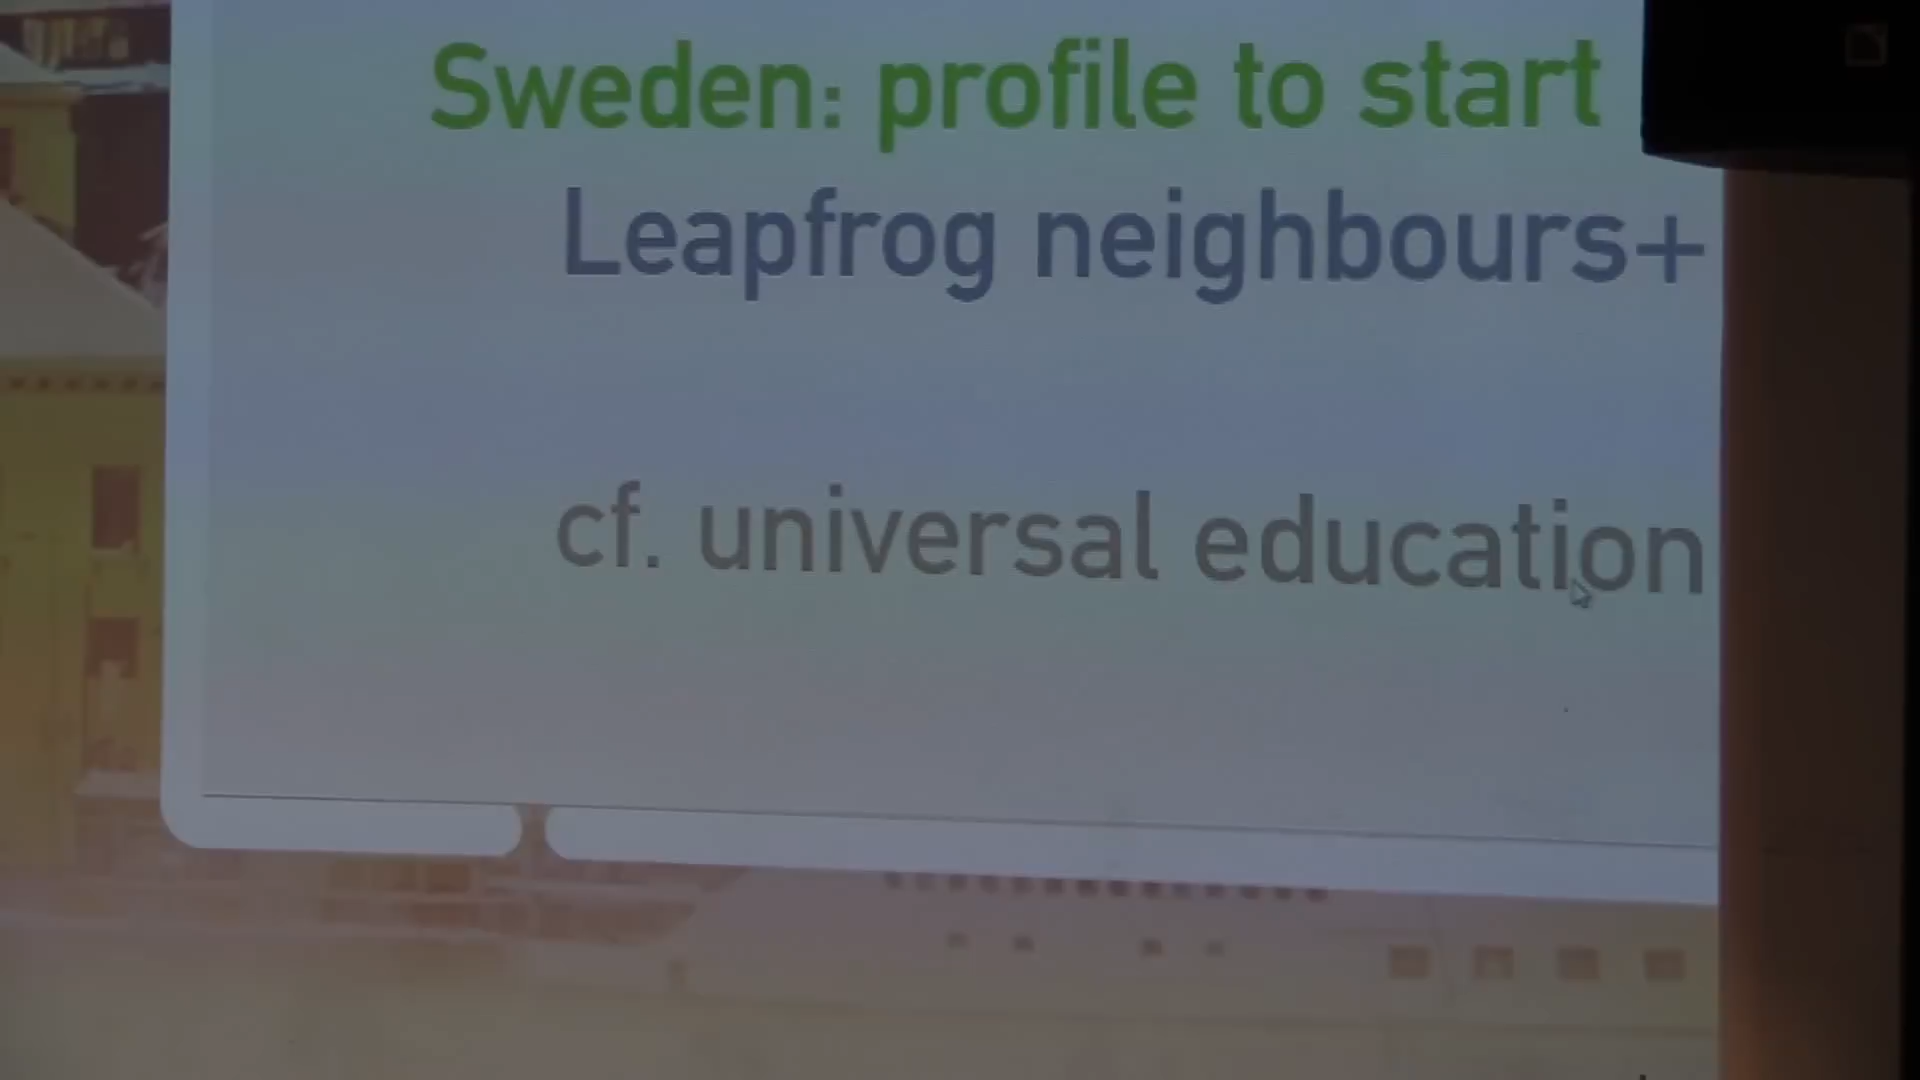 Sweden: profile to start
Leapfrog neighbours+
cf. universal education